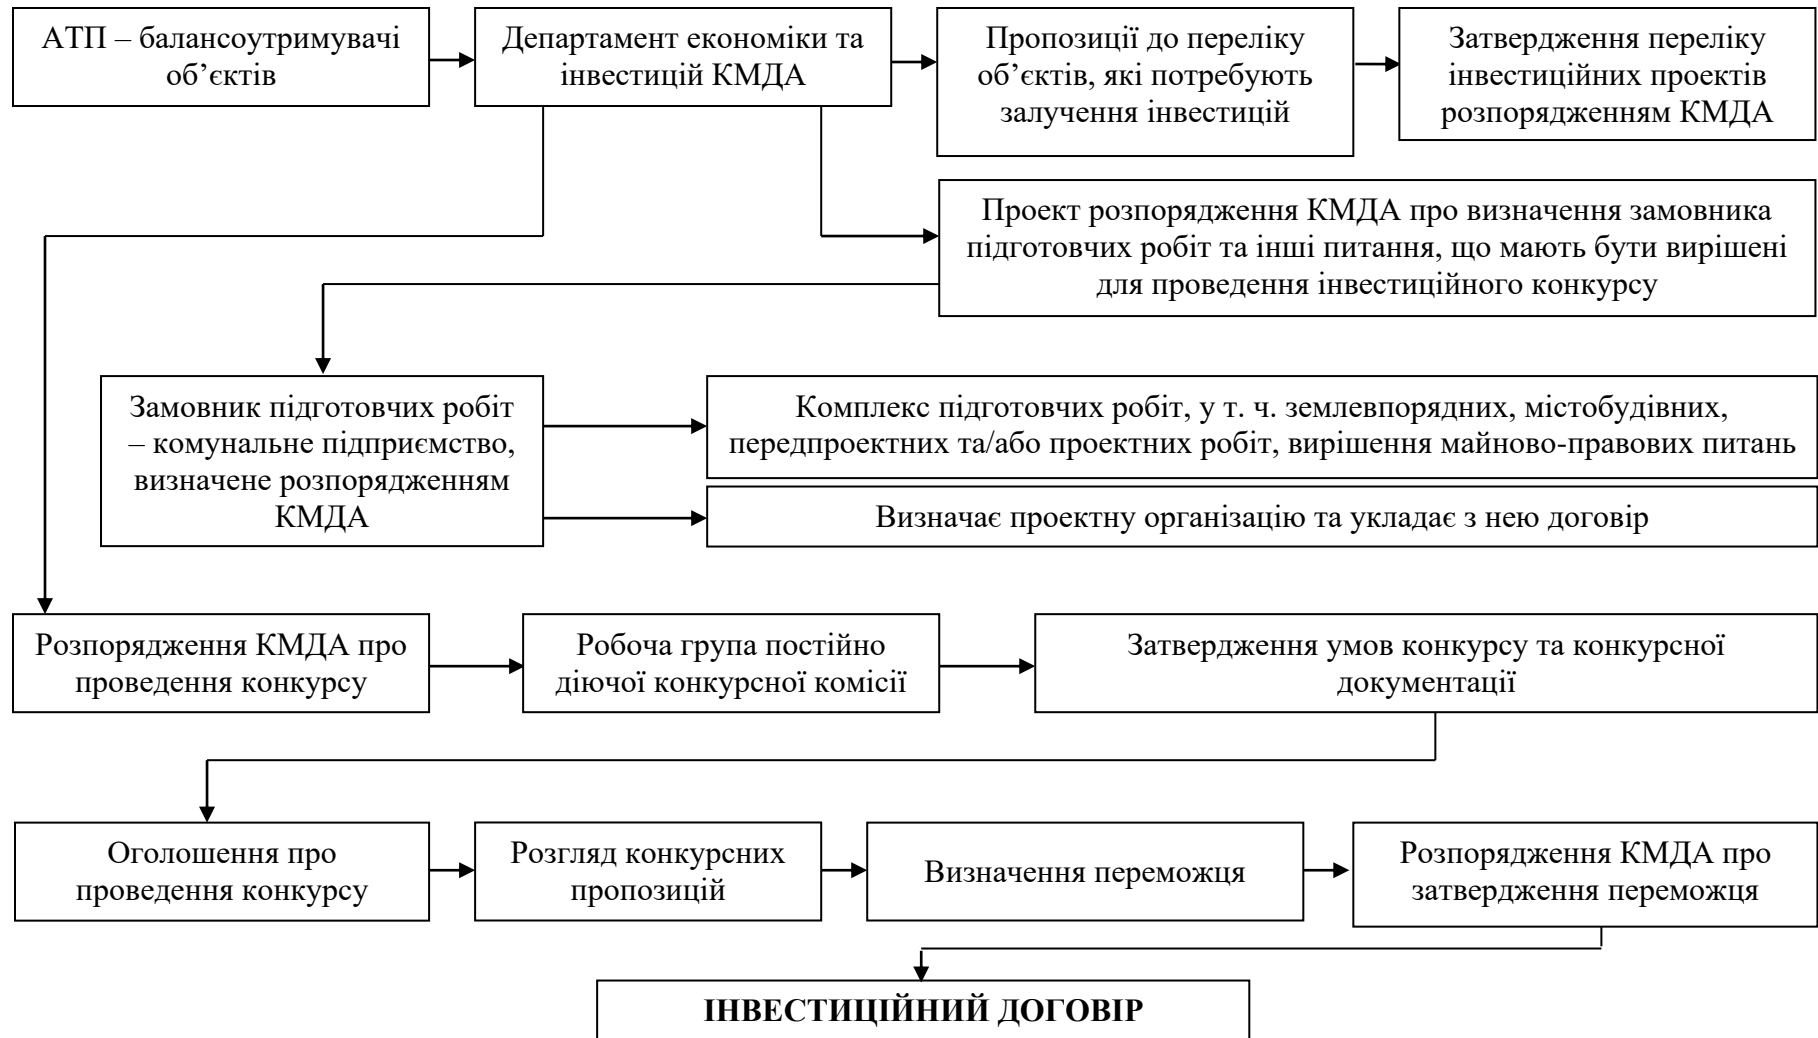 АТП – балансоутримувачі
об’єктів
Департамент економіки та
інвестицій КМДА
Пропозиції до переліку
об’єктів, які потребують
залучення інвестицій
Затвердження переліку
інвестиційних проектів
розпорядженням КМДА
Проект розпорядження КМДА про визначення замовника
підготовчих робіт та інші питання, що мають бути вирішені
для проведення інвестиційного конкурсу
Замовник підготовчих робіт
– комунальне підприємство,
визначене розпорядженням
КМДА
Комплекс підготовчих робіт, у т. ч. землевпорядних, містобудівних,
передпроектних та/або проектних робіт, вирішення майново-правових питань
Визначає проектну організацію та укладає з нею договір
Розпорядження КМДА про
проведення конкурсу
Робоча група постійно
діючої конкурсної комісії
Затвердження умов конкурсу та конкурсної
документації
Оголошення про
проведення конкурсу
Розгляд конкурсних
пропозицій
Визначення переможця
Розпорядження КМДА про
затвердження переможця
ІНВЕСТИЦІЙНИЙ ДОГОВІР